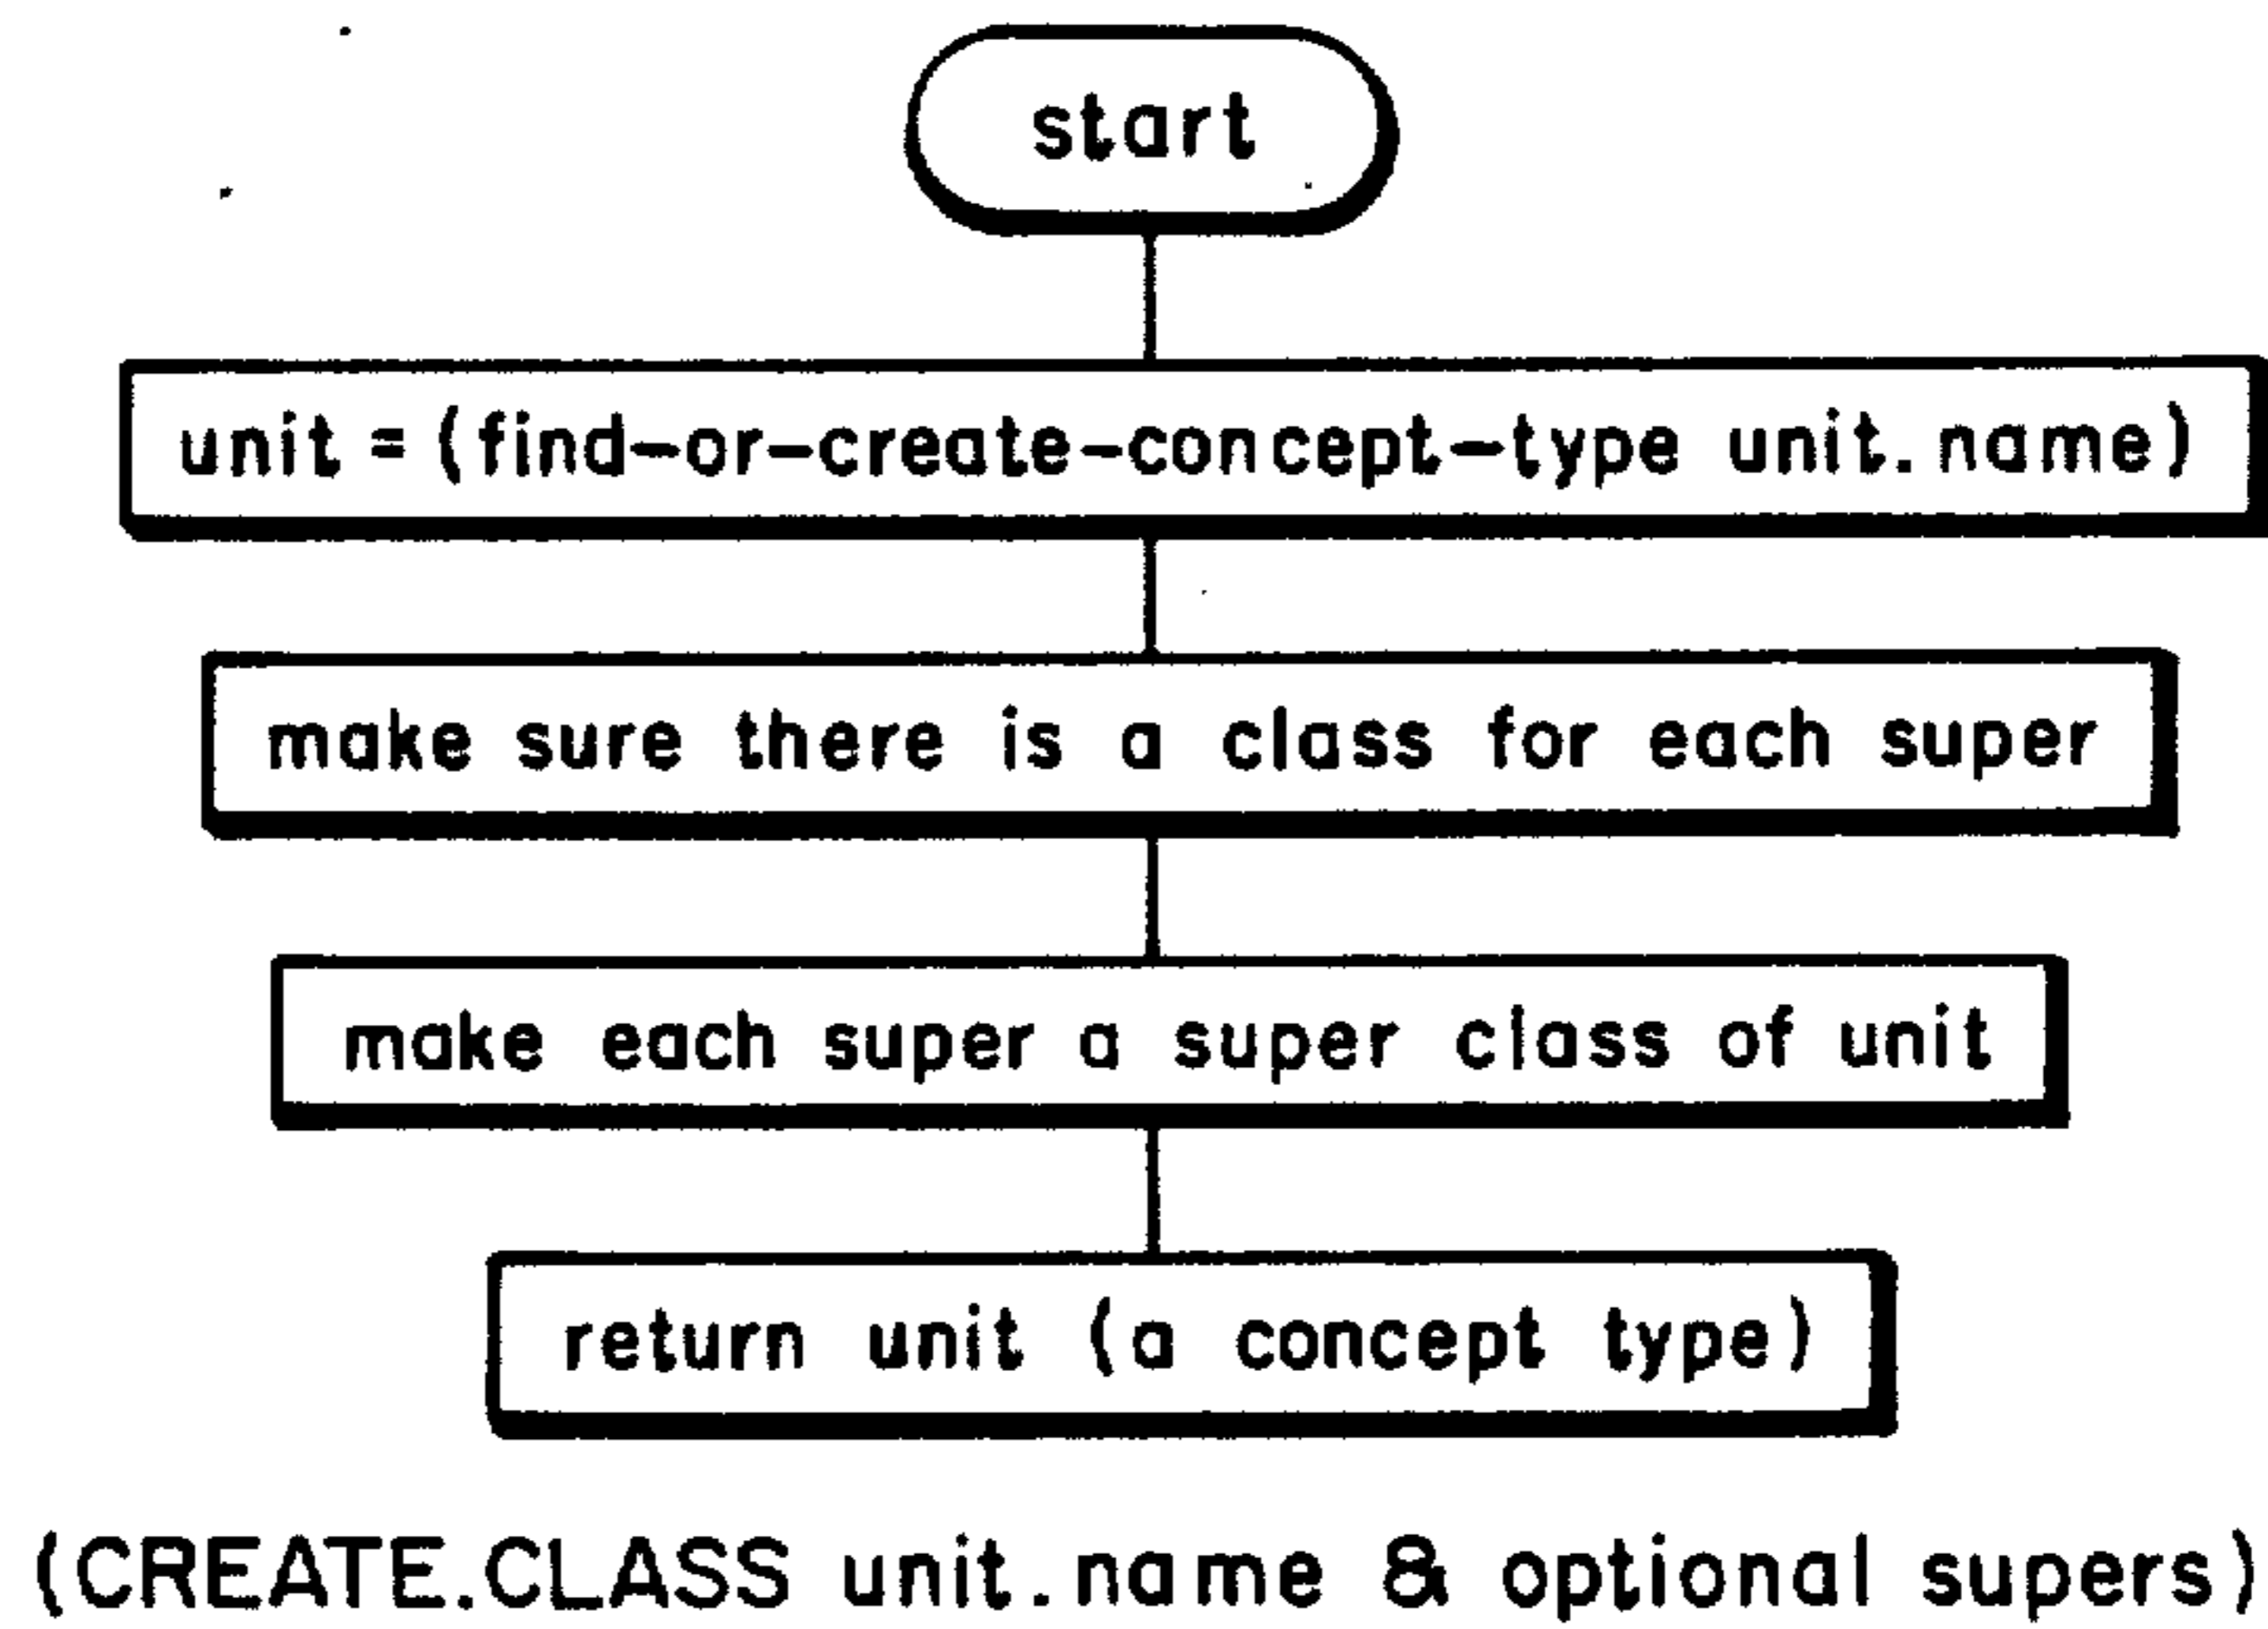 start
unit = (find-or-create-concept-type unit.name)
make sure there is a class for each super
make each super a super class of unit
return unit (a concept type)
(CREATE.CLASS unit.name & optional supers)